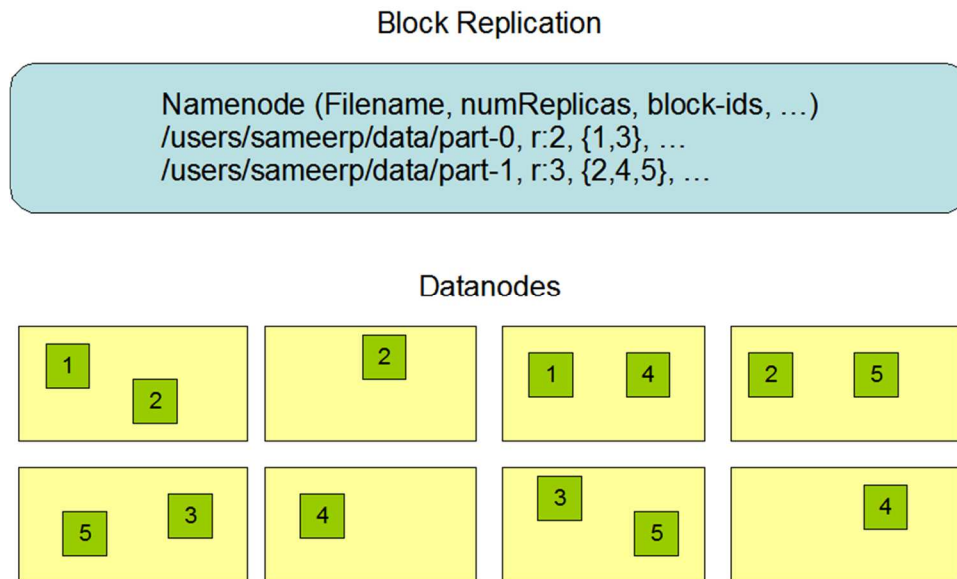 Block Replication
Namenode (Filename, numReplicas, block-ids, …)
/users/sameerp/data/part-0, r:2, {1,3}, …
/users/sameerp/data/part-1, r:3, {2,4,5}, …
Datanodes
1
2
2
1 4
2 5
5 3
4
3
5
4